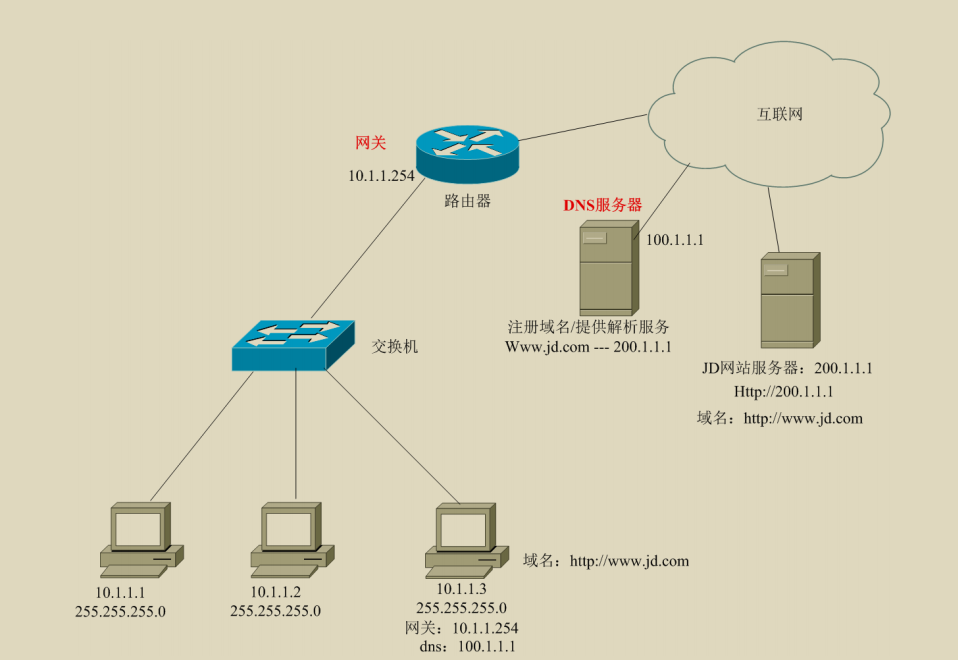 互联网
网关
10.1.1.254
路由器
DNS服务器
100.1.1.1
注册域名/提供解析服务
Www.jd.com --- 200.1.1.1
JD网站服务器：200.1.1.1
Http://200.1.1.1
域名：http://www.jd.com
交换机
10.1.1.1
255.255.255.0
10.1.1.2
255.255.255.0
10.1.1.3
255.255.255.0
网关：10.1.1.254
dns：100.1.1.1
域名：http://www.jd.com